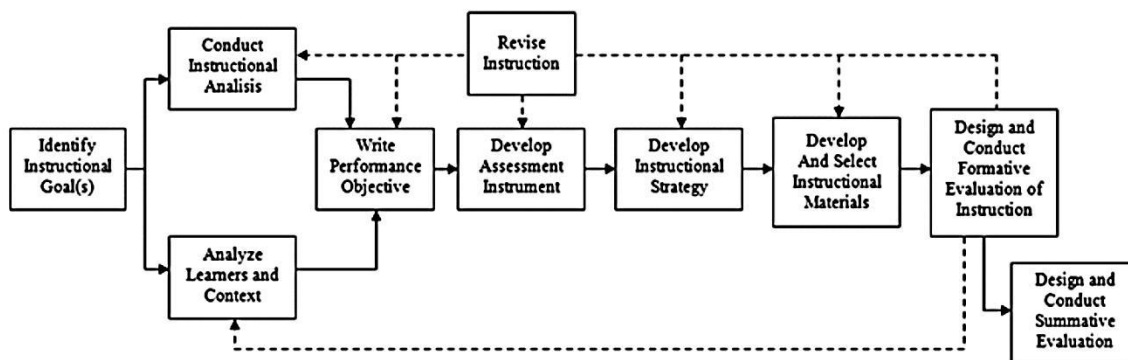 Conduct
Instructional
Analisis
Revise
Instruction
Identify
Instructional
Goal(s)
Write
Performance
Objective
Develop
Assessment
Instrument
Develop
Instructional
Strategy
Develop
And Select
Instructional
Materials
Design and
Conduct
Formative
Evaluation of
Instruction
Analyze
Learners and
Context
Design and
Conduct
Summative
Evaluation